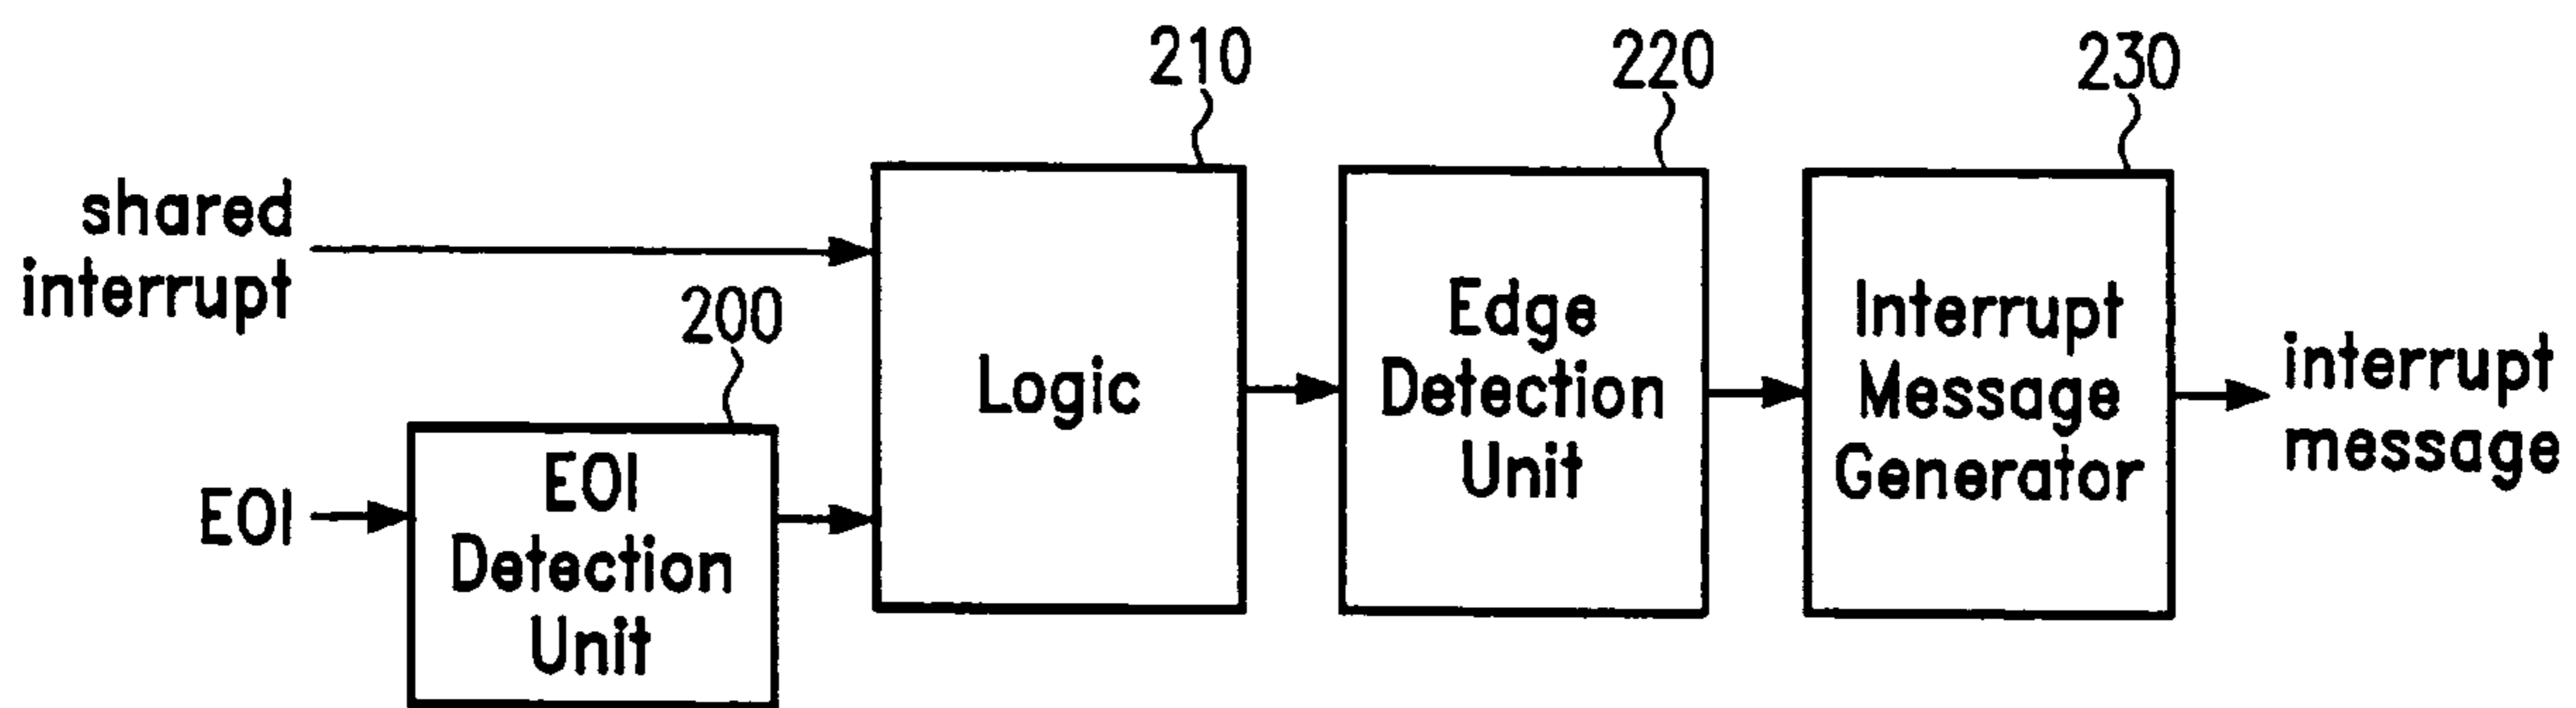 210
220
230
shared
interrupt
200
EOI
EOI
Detection
Unit
Logic
Edge
Detection
Unit
Interrupt
Message
Generator
interrupt
message